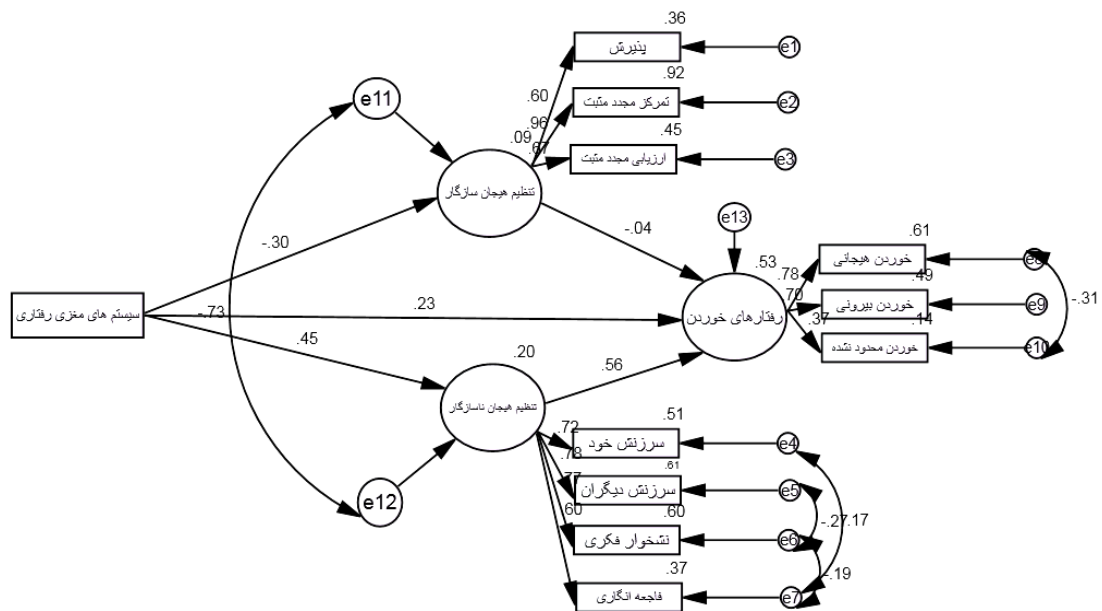 .36
پذیرش
e1
.92
.60
تمرکز مجدد مثبت
e2
e11
.96
.45
.09
.67
ارزیابی مجدد مثبت
e3
تنظیم هیجان سازگار
-.04
e13
-.30
.61
.53
.78
خوردن هیجانی
.49
سیستم های مغزی رفتاری
-.73
.23
رفتارهای خوردن
.70
خوردن بیرونی
e9
-.31
.37
.14
خوردن محدود نشده
e10
.45
.20
.56
تنظیم هیجان ناسازگار
.51
.72
سرزنش خود
e4
.78
.61
سرزنش دیگران
e5
.77
.60
e12
.60
نشخوار فکری
e6
-.27
.17
.37
-.19
فاجعه انگاری
e7